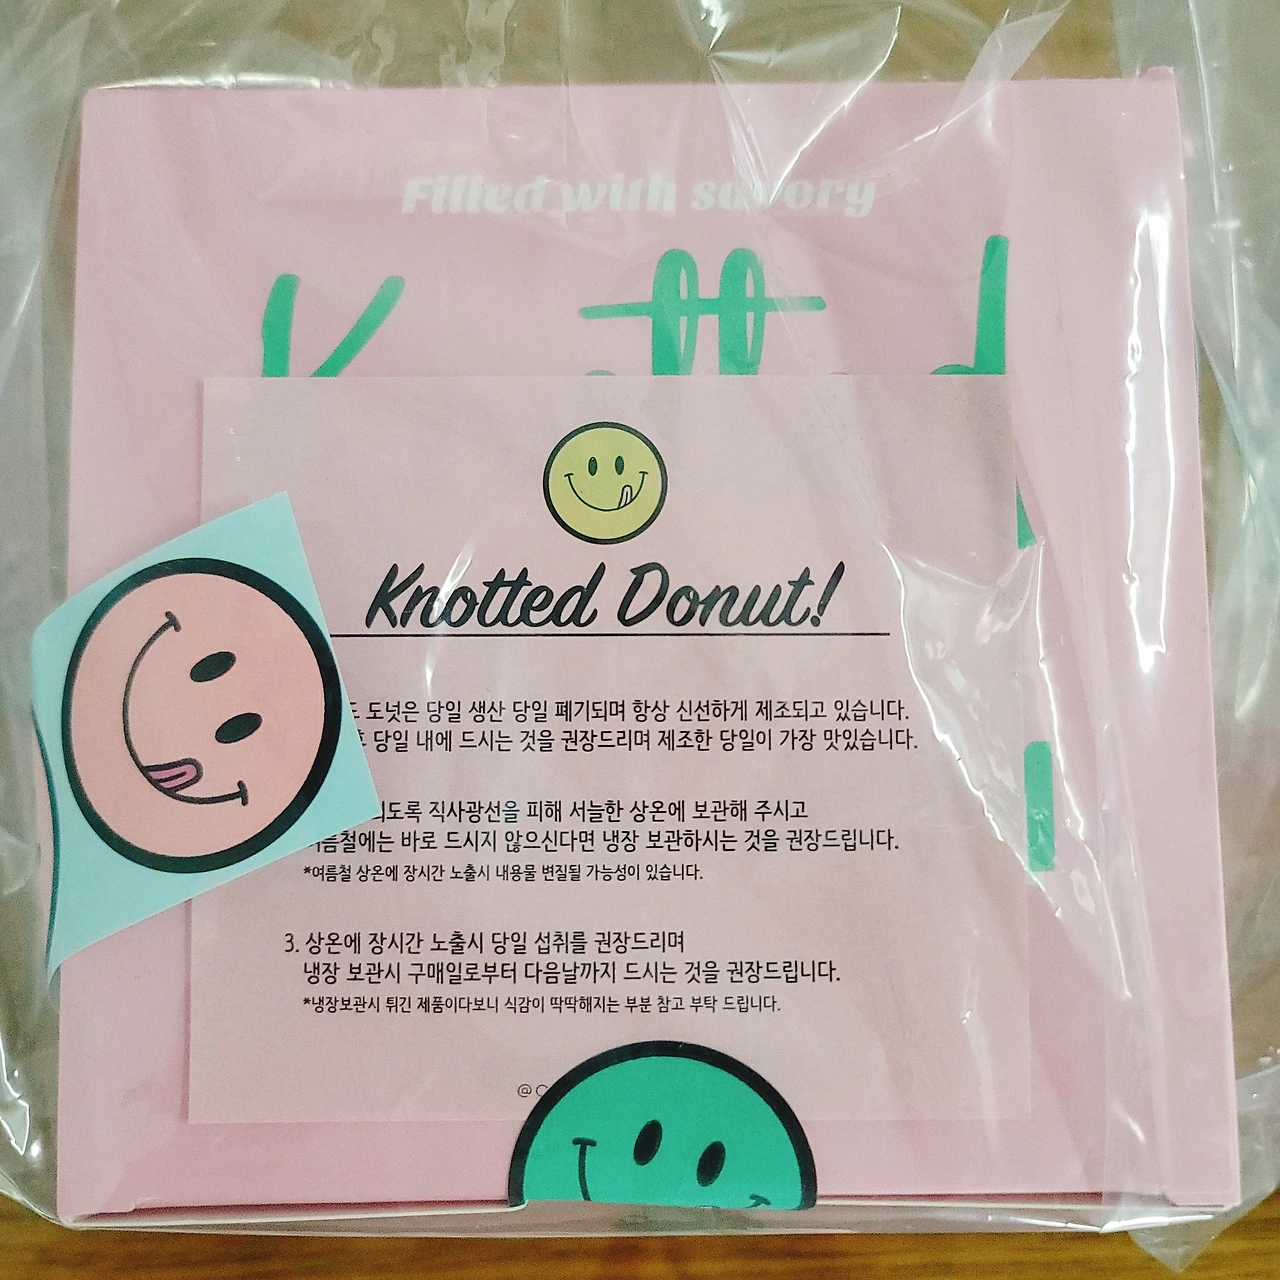 Filled with savory
Knotted Donut!
도넛은 당일 생산 당일 폐기되며 항상 신선하게 제조되고 있습니다.
당일 내에 드시는 것을 권장드리며 제조한 당일이 가장 맛있습니다.
직사광선을 피해 서늘한 상온에 보관해 주시고
바로 드시지 않으신다면 냉장 보관하시는 것을 권장드립니다.
*여름철 상온에 장시간 노출시 내용물 변질될 가능성이 있습니다.
3. 상온에 장시간 노출시 당일 섭취를 권장드리며
냉장 보관시 구매일로부터 다음날까지 드시는 것을 권장드립니다.
*냉장보관시 튀긴 제품이다보니 식감이 딱딱해지는 부분 참고 부탁 드립니다.